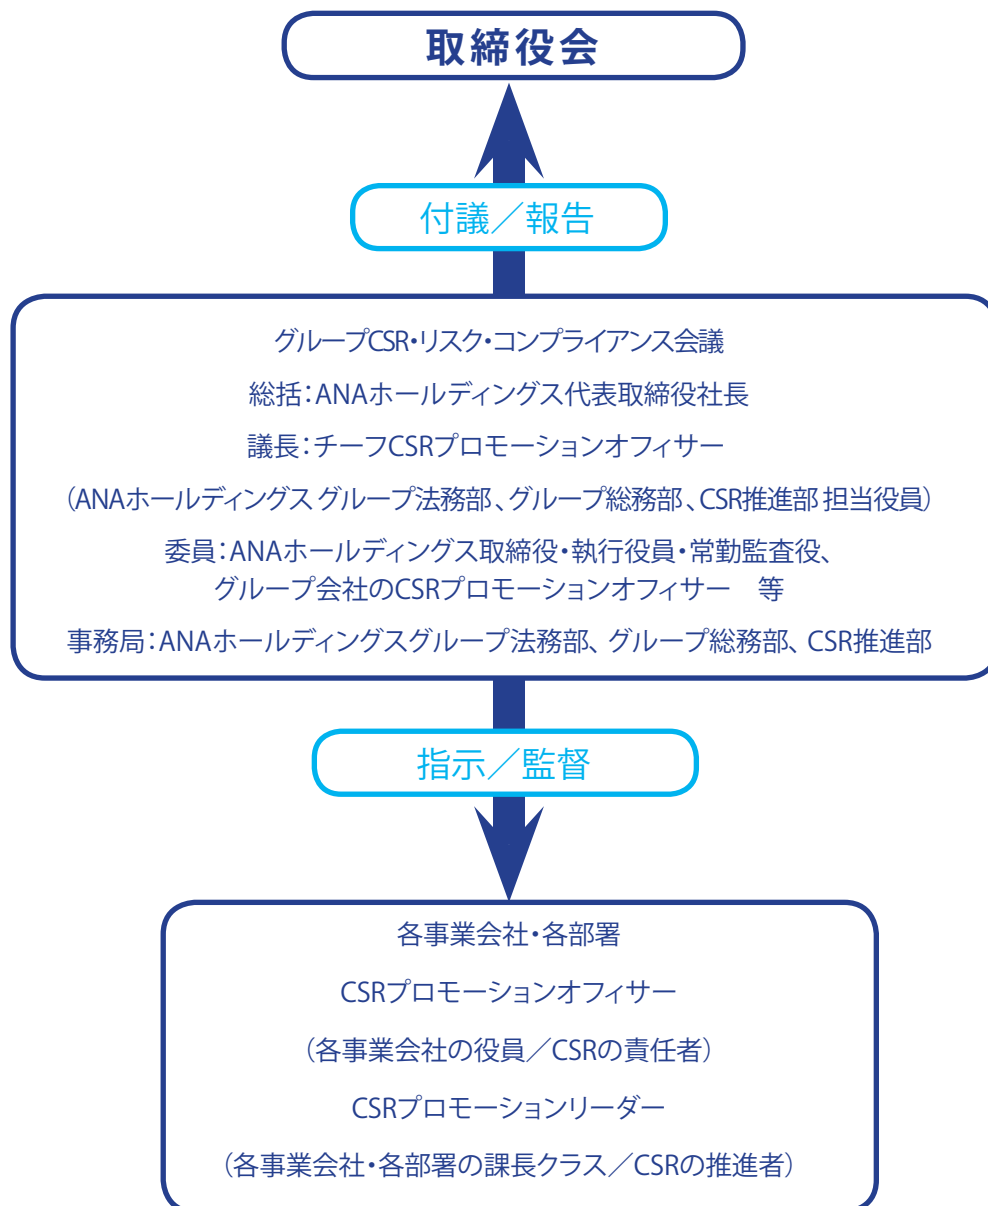 取締役会
付議／報告
グループCSR・リスク・コンプライアンス会議
総括：ANAホールディングス代表取締役社長
議長：チーフCSRプロモーションオフィサー
（ANAホールディングス グループ法務部、グループ総務部、CSR推進部 担当役員）
委員：ANAホールディングス取締役・執行役員・常勤監査役、
グループ会社のCSRプロモーションオフィサー　等
事務局：ANAホールディングスグループ法務部、グループ総務部、CSR推進部
指示／監督
各事業会社・各部署
CSRプロモーションオフィサー
（各事業会社の役員／CSRの責任者）
CSRプロモーションリーダー
（各事業会社・各部署の課長クラス／CSRの推進者）